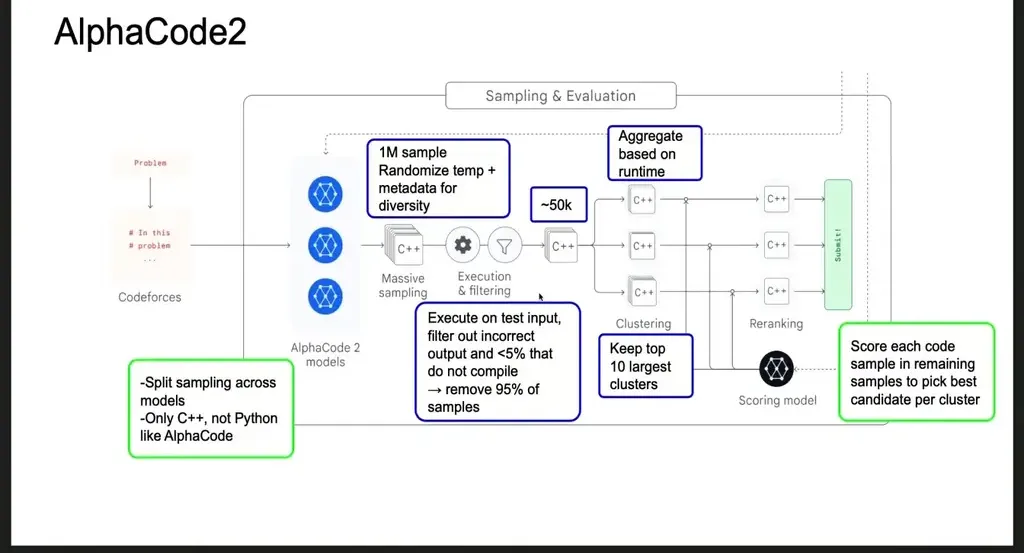 AlphaCode2
Sampling & Evaluation
Problem
# In this
# problem
...
Codeforces
AlphaCode 2
models
-Split sampling across
models
-Only C++, not Python
like AlphaCode
1M sample
Randomize temp +
metadata for
diversity
C++
Massive
sampling
Execution
& filtering
Execute on test input,
filter out incorrect
output and <5% that
do not compile
→ remove 95% of
samples
~50k
C++
Aggregate
based on
runtime
C++
C++
C++
Clustering
Keep top
10 largest
clusters
C++
C++
C++
Reranking
Submit!
Scoring model
Score each code
sample in remaining
samples to pick best
candidate per cluster